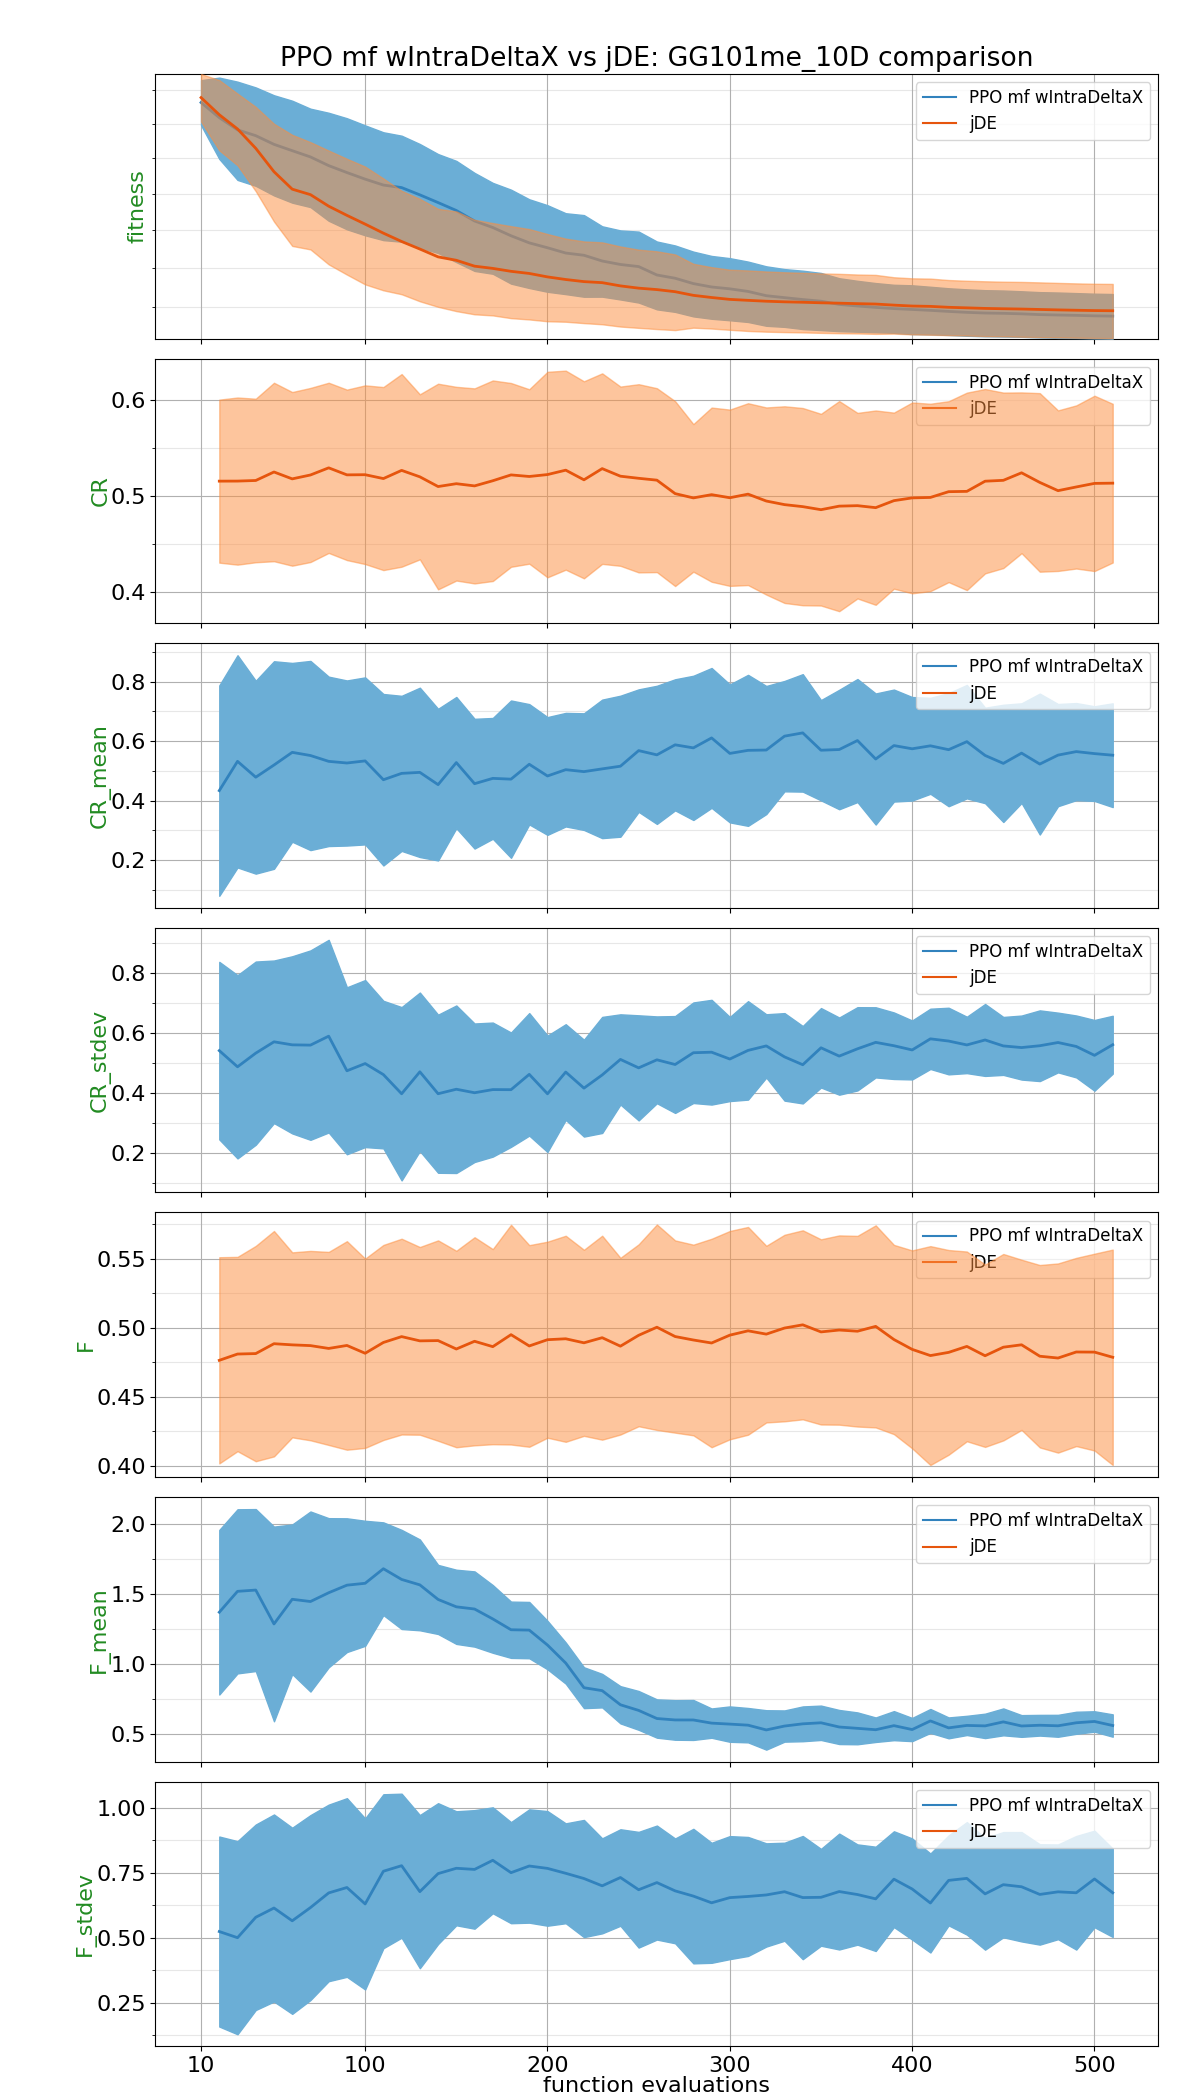 PPO mf wIntraDeltaX vs jDE: GG101me_10D comparison
PPO mf wIntraDeltaX
jDE
fitness
PPO mf wIntraDeltaX
jDE
0.6
0.5
0.4
CR
PPO mf wIntraDeltaX
jDE
0.8
0.6
0.4
0.2
CR_mean
PPO mf wIntraDeltaX
jDE
0.8
0.6
0.4
0.2
CR_stdev
PPO mf wIntraDeltaX
jDE
0.55
0.50
0.45
0.40
F
PPO mf wIntraDeltaX
jDE
2.0
1.5
1.0
0.5
F_mean
PPO mf wIntraDeltaX
jDE
1.00
0.75
0.50
0.25
F_stdev
10 100 200 300 400 500
function evaluations